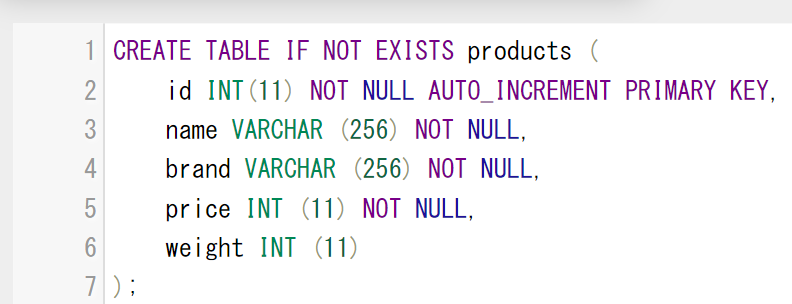 1 CREATE TABLE IF NOT EXISTS products (
2 id INT(11) NOT NULL AUTO_INCREMENT PRIMARY KEY,
3 name VARCHAR (256) NOT NULL,
4 brand VARCHAR (256) NOT NULL,
5 price INT (11) NOT NULL,
6 weight INT (11)
7 );